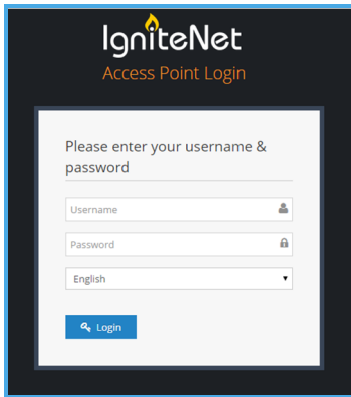 IgniteNet
Access Point Login
Please enter your username &
password
Username
Password
English
Login